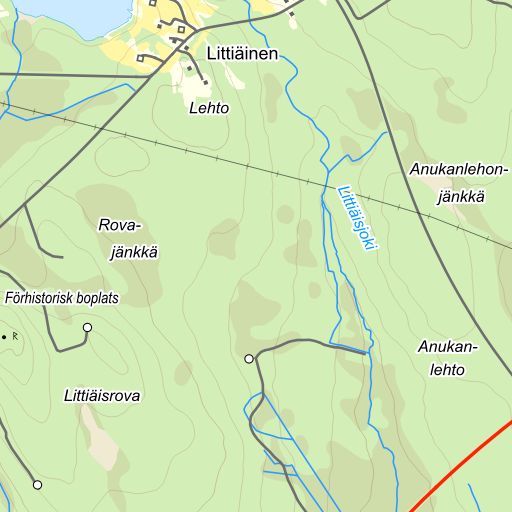 Littiäinen
Lehto
Anukanlehon-
jänkkä
Littiäisjoki
Rova-
jänkkä
Förhistorisk boplats
R
Anukan-
lehto
Littiäisrova